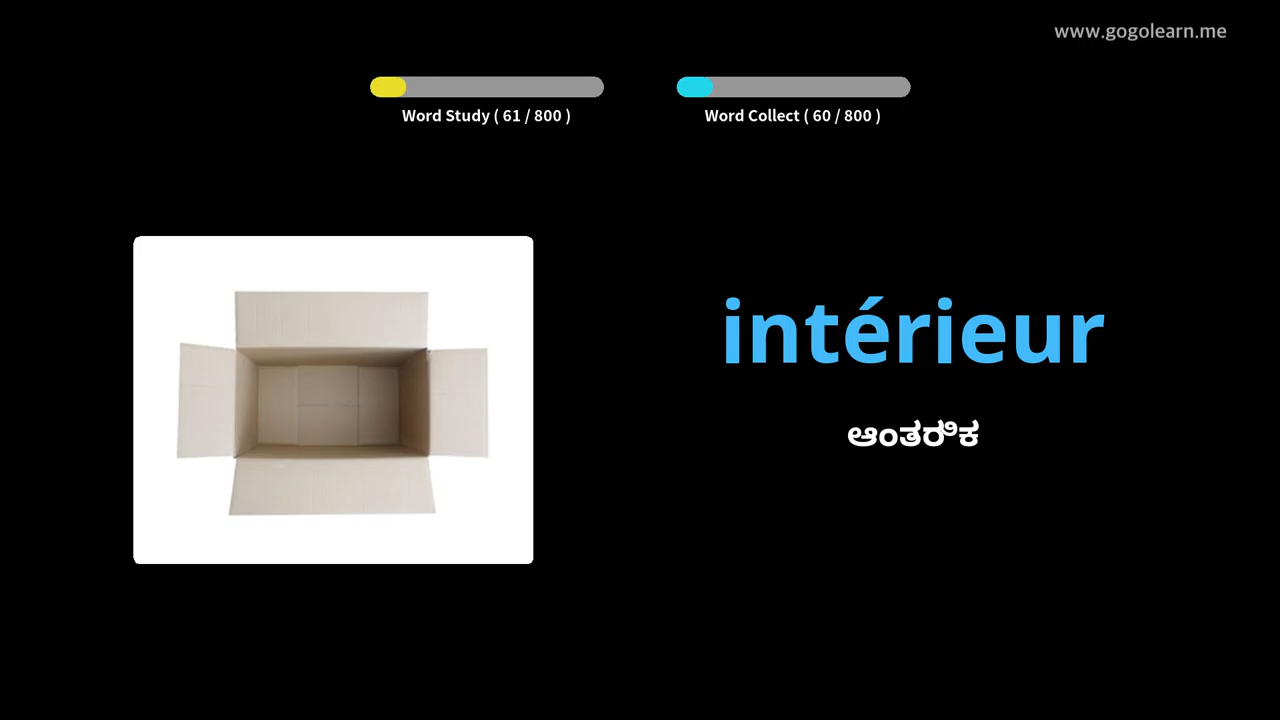 www.gogolearn.me
Word Study ( 61 / 800 )
Word Collect ( 60 / 800 )
intérieur
ಆಂತರಿಕ